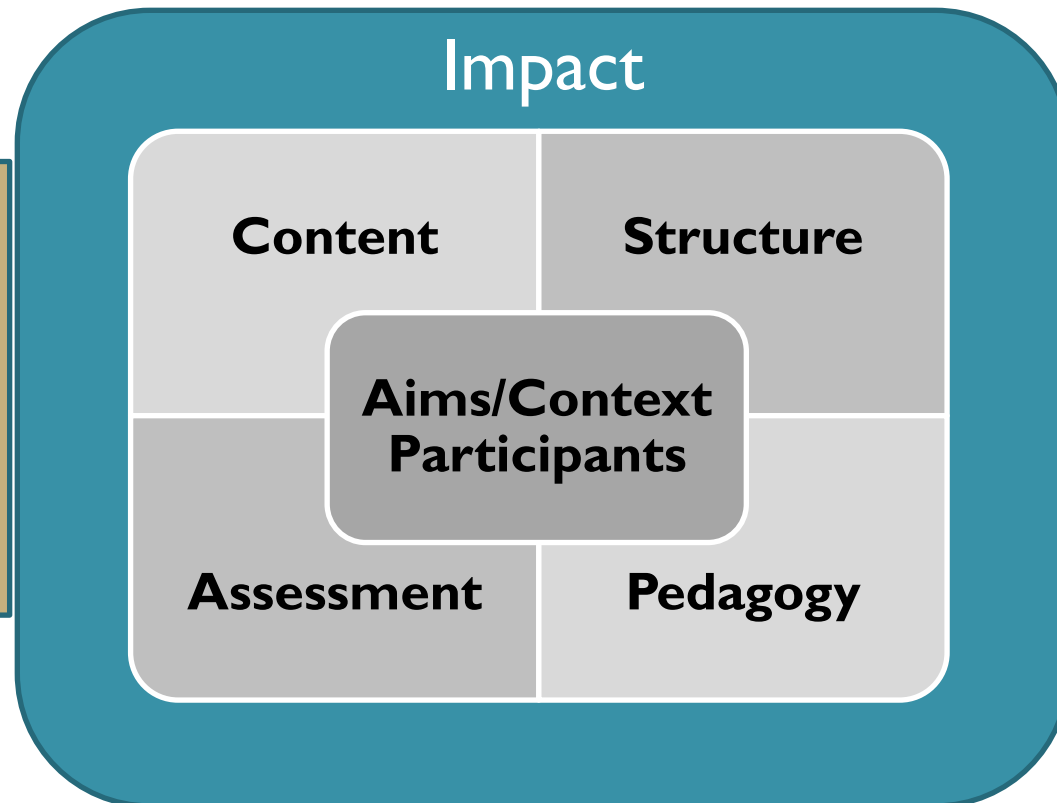 Impact
Content
Structure
Aims/Context
Participants
Assessment
Pedagogy